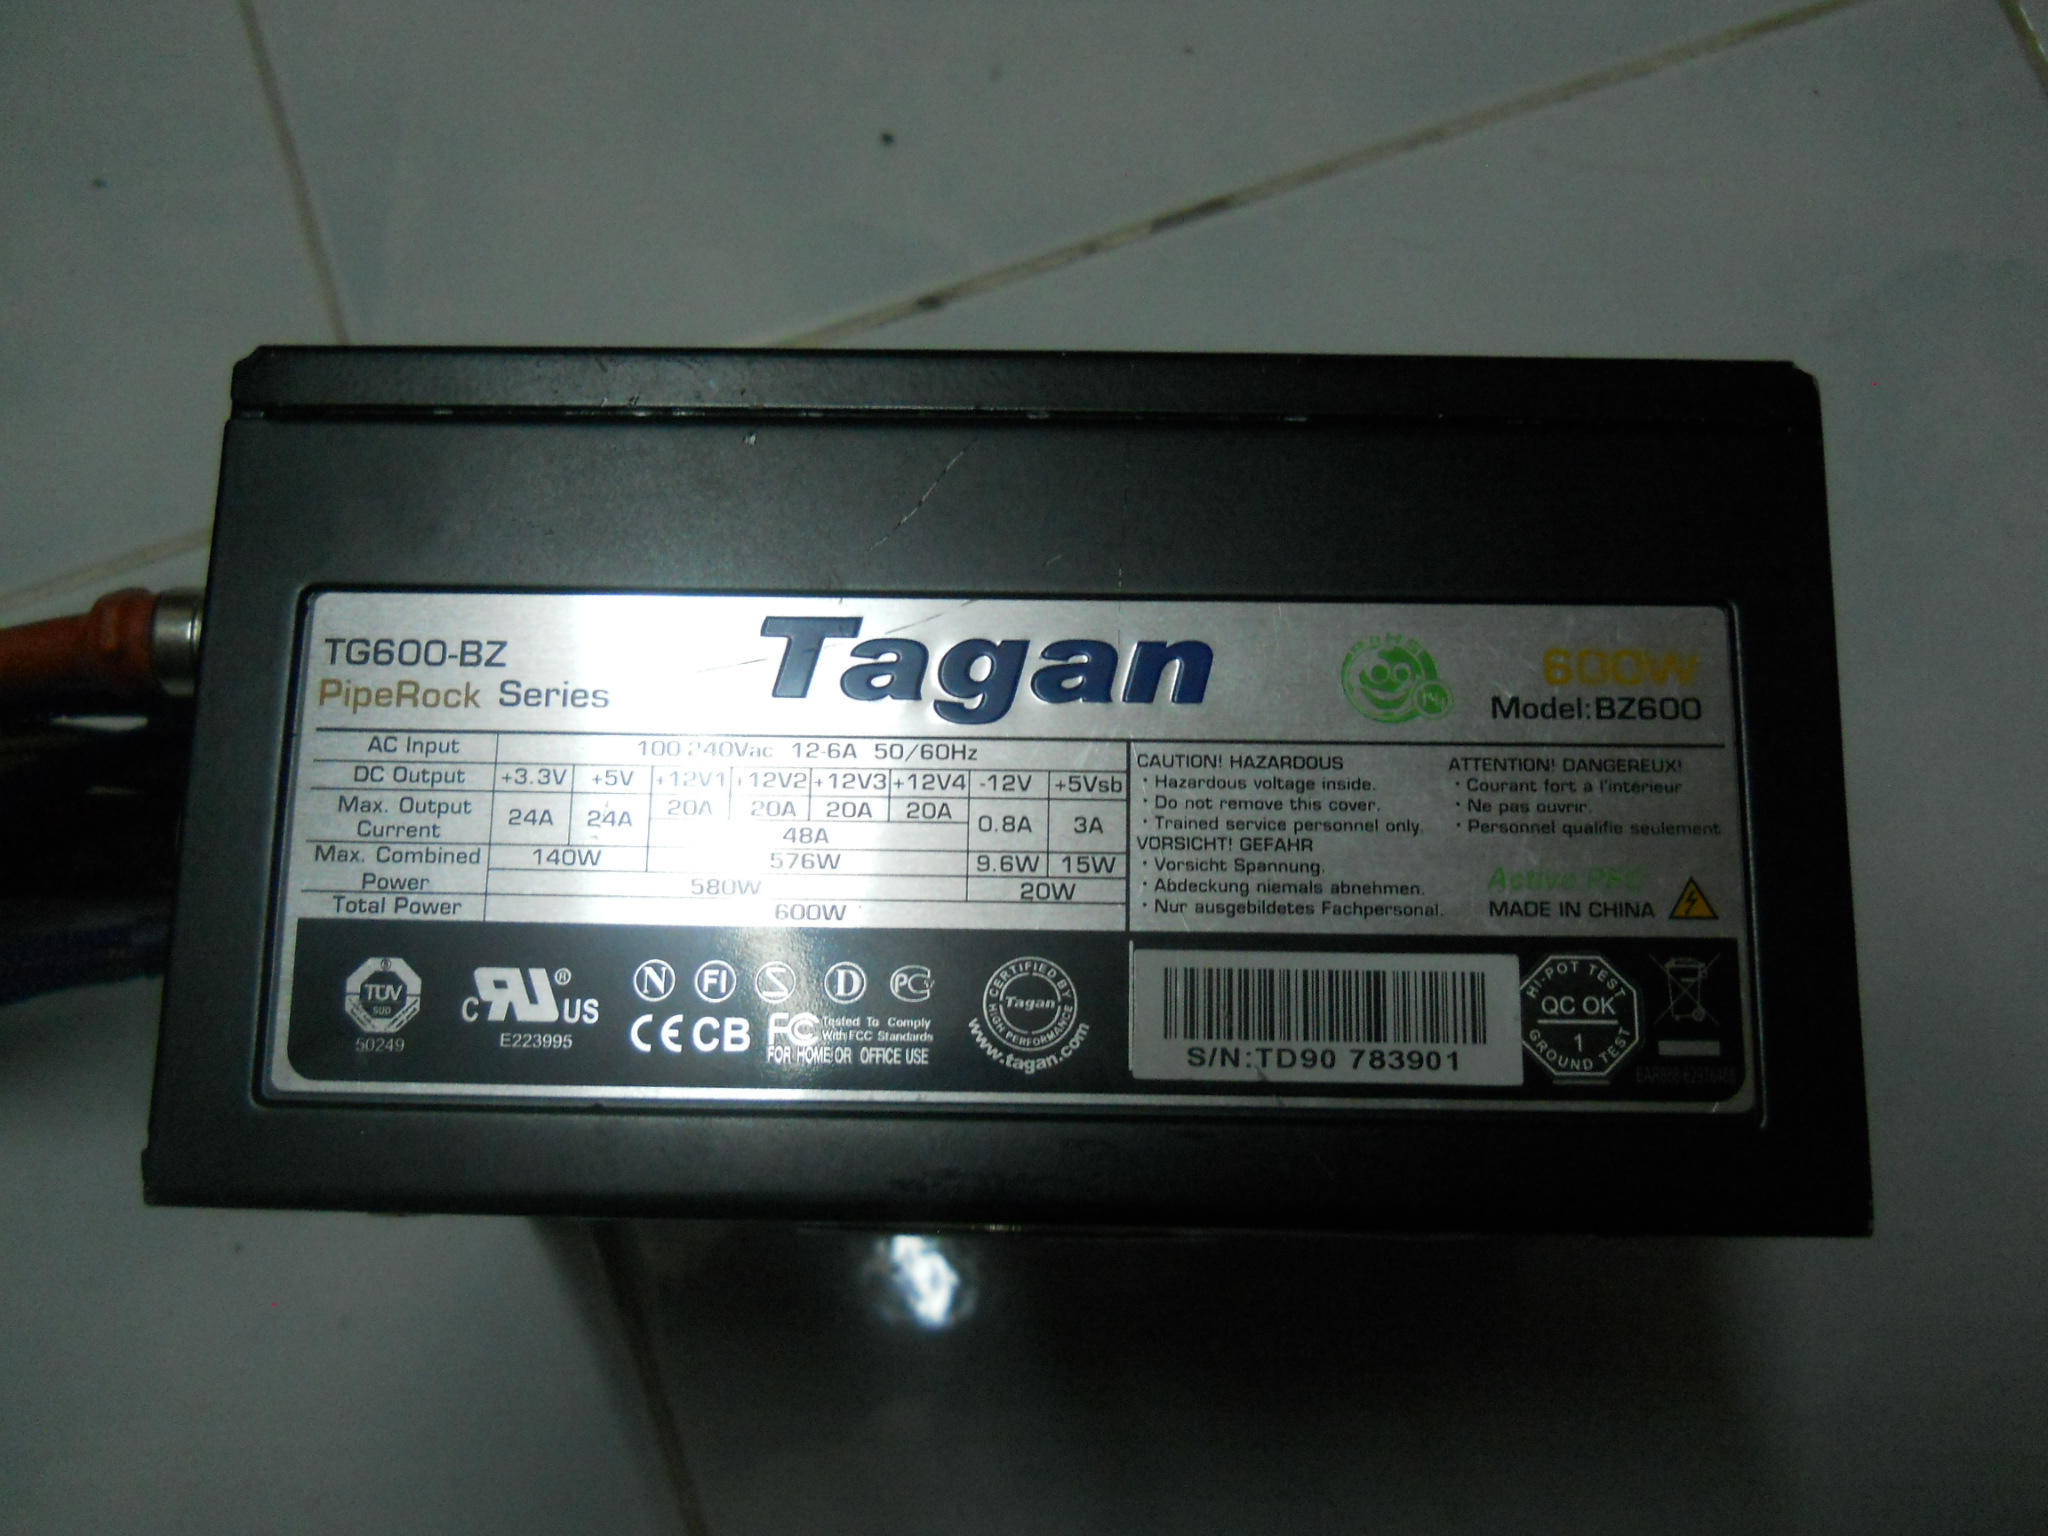 TG600-BZ
PipeRock Series
Tagan
600W
Model:BZ600
AC Input 100-240Vac 12-6A 50/60Hz
DC Output +3.3V +5V +12V1 +12V2 +12V3 +12V4 -12V +5Vsb
Max. Output Current 24A 24A 20A 20A 20A 20A 0.8A 3A
48A
Max. Combined Power 140W 576W 9.6W 15W
580W 20W
Total Power 600W
CAUTION! HAZARDOUS
· Hazardous voltage inside.
· Do not remove this cover.
· Trained service personnel only.
VORSICHT! GEFAHR
· Vorsicht Spannung.
· Abdeckung niemals abnehmen.
· Nur ausgebildetes Fachpersonal.
ATTENTION! DANGEREUX!
· Courant fort à l'intérieur
· Ne pas ouvrir.
· Personnel qualifie seulement
Active PFC
MADE IN CHINA
TÜV
SÜD
50249
C RU ® US
E223995
N FI S D PG
CE CB FC Tested To Comply
With FCC Standards
FOR HOME OR OFFICE USE
CERTIFIED BY
Tagan
HIGH PERFORMANCE
www.tagan.com
S/N:TD90 783901
HI-POT TEST
QC OK
1
GROUND TEST